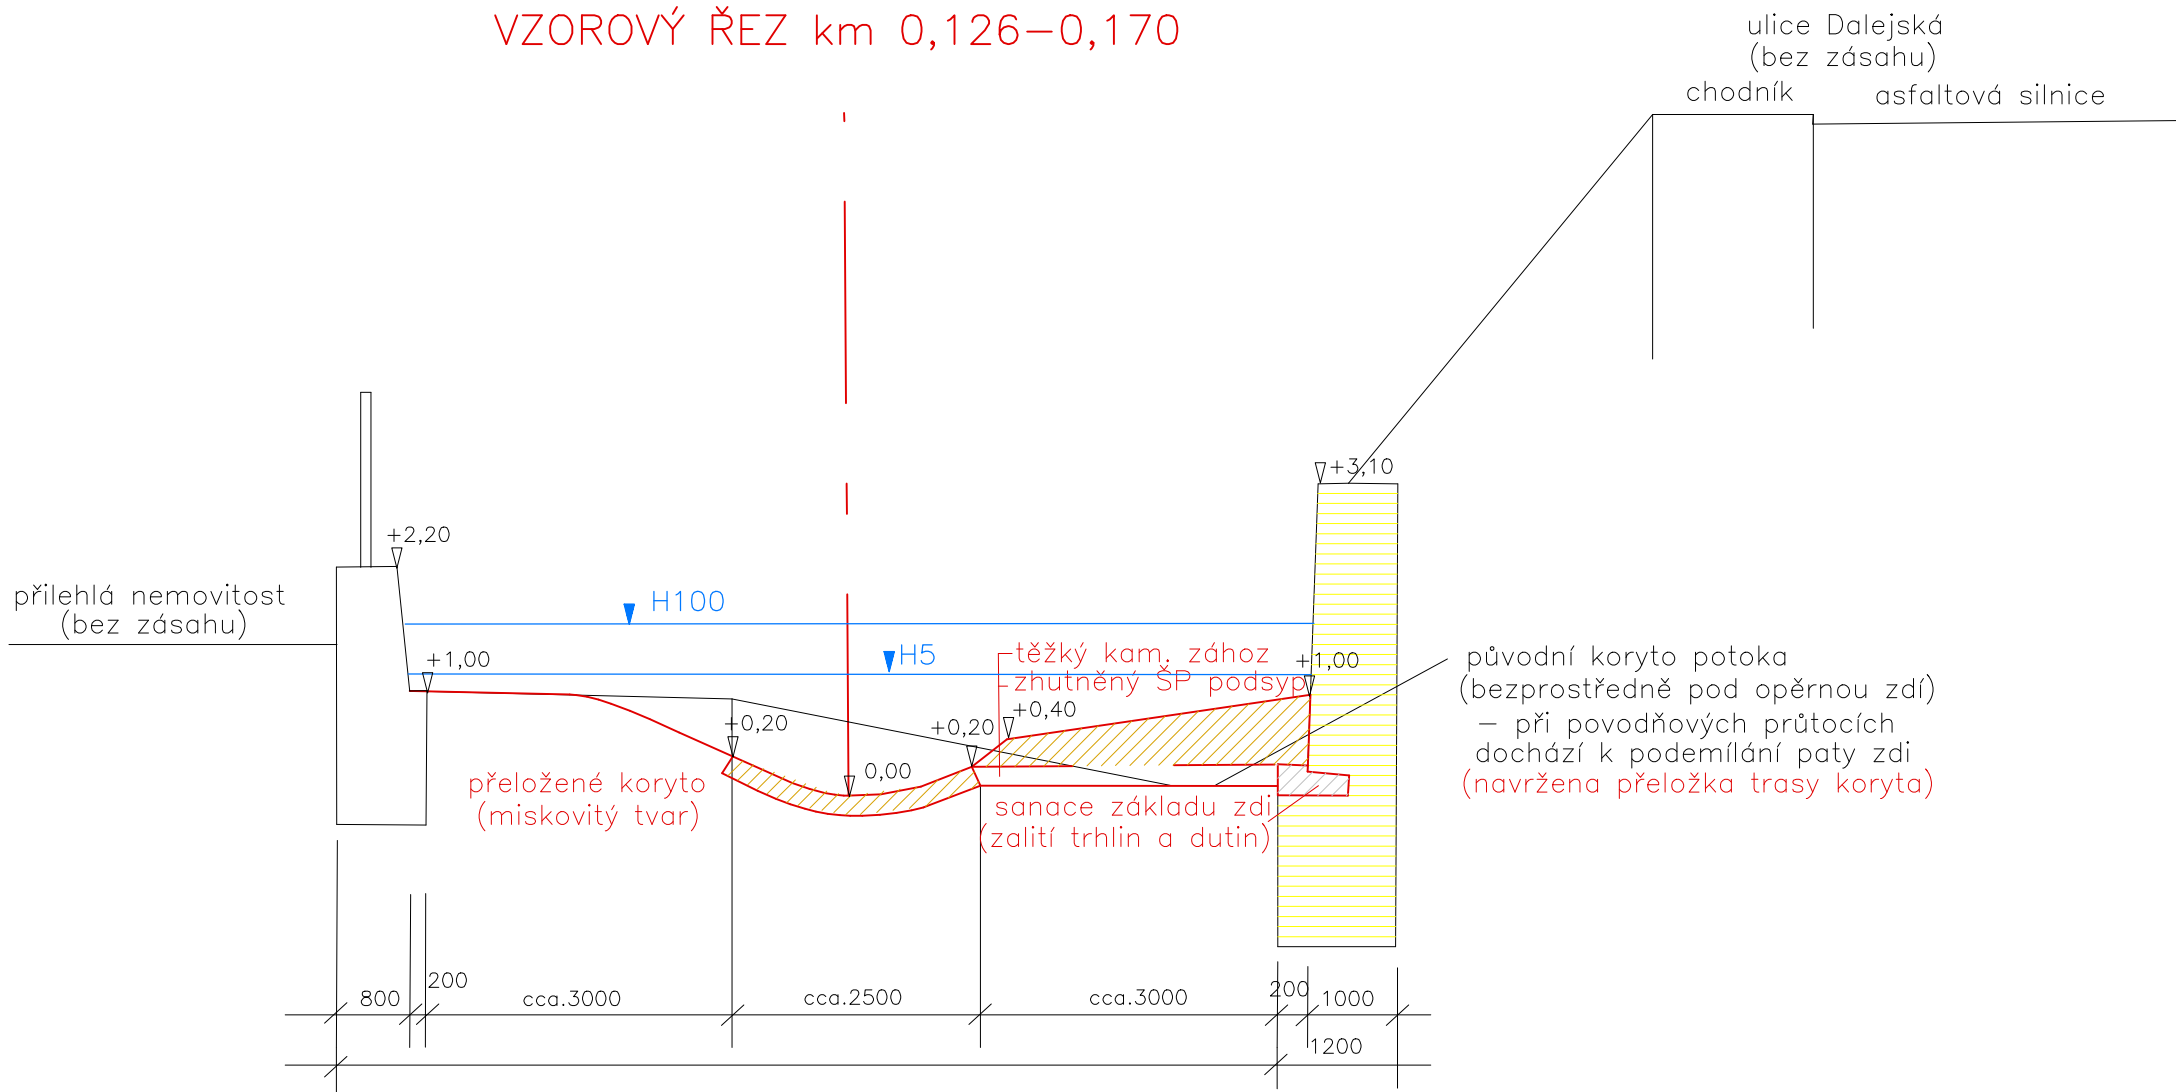 VZOROVÝ ŘEZ km 0,126–0,170
ulice Dalejská
(bez zásahu)
chodník
asfaltová silnice
+3,10
+2,20
přilehlá nemovitost
(bez zásahu)
H100
H5
+1,00
těžký kam. zához
zhutněný ŠP podsyp
+1,00
+0,40
+0,20
+0,20
0,00
původní koryto potoka
(bezprostředně pod opěrnou zdí)
– při povodňových průtocích
dochází k podemílání paty zdi
(navržena přeložka trasy koryta)
přeložené koryto
(miskovitý tvar)
sanace základu zdi
(zalití trhlin a dutin)
800
200
cca.3000
cca.2500
cca.3000
200
1000
1200